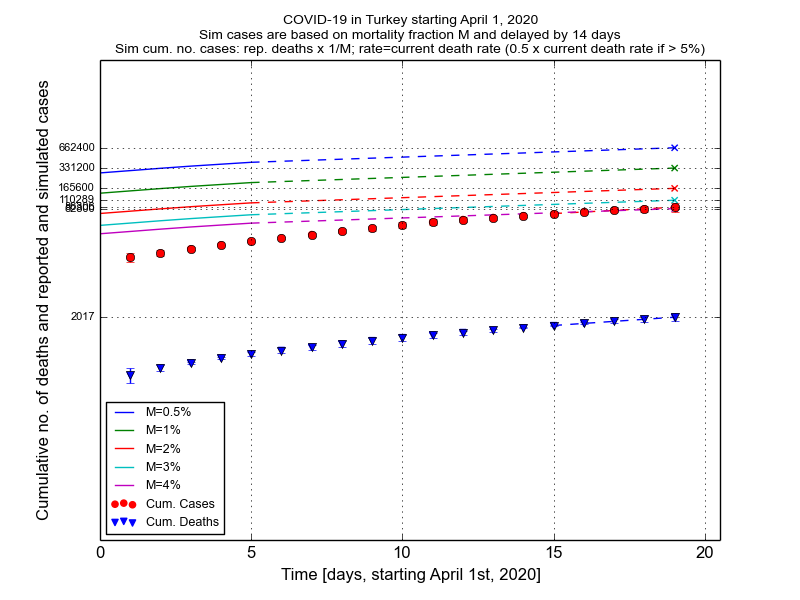 COVID-19 in Turkey starting April 1, 2020
Sim cases are based on mortality fraction M and delayed by 14 days
Sim cum. no. cases: rep. deaths x 1/M; rate=current death rate (0.5 x current death rate if > 5%)
Cumulative no. of deaths and reported and simulated cases
662400
331200
165600
110289
82800
2017
M=0.5%
M=1%
M=2%
M=3%
M=4%
Cum. Cases
Cum. Deaths
0 5 10 15 20
Time [days, starting April 1st, 2020]